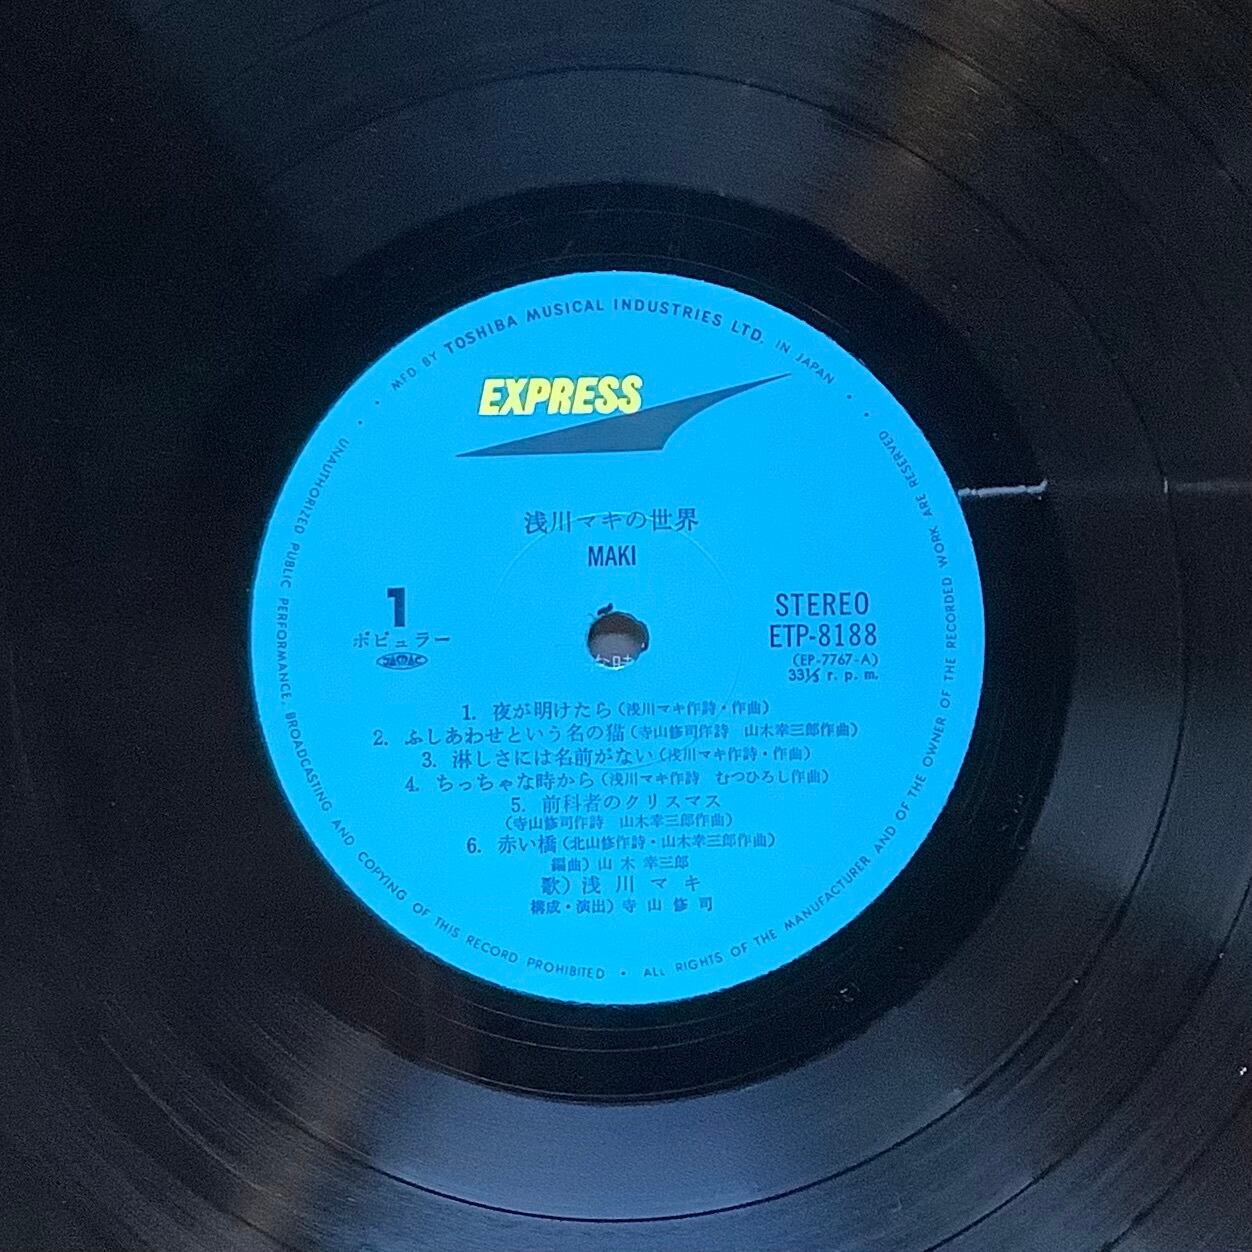 MFD BY TOSHIBA MUSICAL INDUSTRIES LTD. IN JAPAN
EXPRESS
浅川マキの世界
MAKI
1
ポピュラー
STEREO
ETP-8188
(EP-7767-A)
33⅓ r. p. m.
1. 夜が明けたら(浅川マキ作詩・作曲)
2. ふしあわせという名の猫(寺山修司作詩 山木幸三郎作曲)
3. 淋しさには名前がない(浅川マキ作詩・作曲)
4. ちっちゃな時から(浅川マキ作詩 むつひろし作曲)
5. 前科者のクリスマス
(寺山修司作詩 山木幸三郎作曲)
6. 赤い橋(北山修作詩・山木幸三郎作曲)
編曲) 山木 幸三郎
歌) 浅川マキ
構成・演出) 寺山修司
UNAUTHORIZED PUBLIC PERFORMANCE, BROADCASTING AND COPYING OF THIS RECORD PROHIBITED • ALL RIGHTS OF THE MANUFACTURER AND OF THE OWNER OF THE RECORDED WORK ARE RESERVED